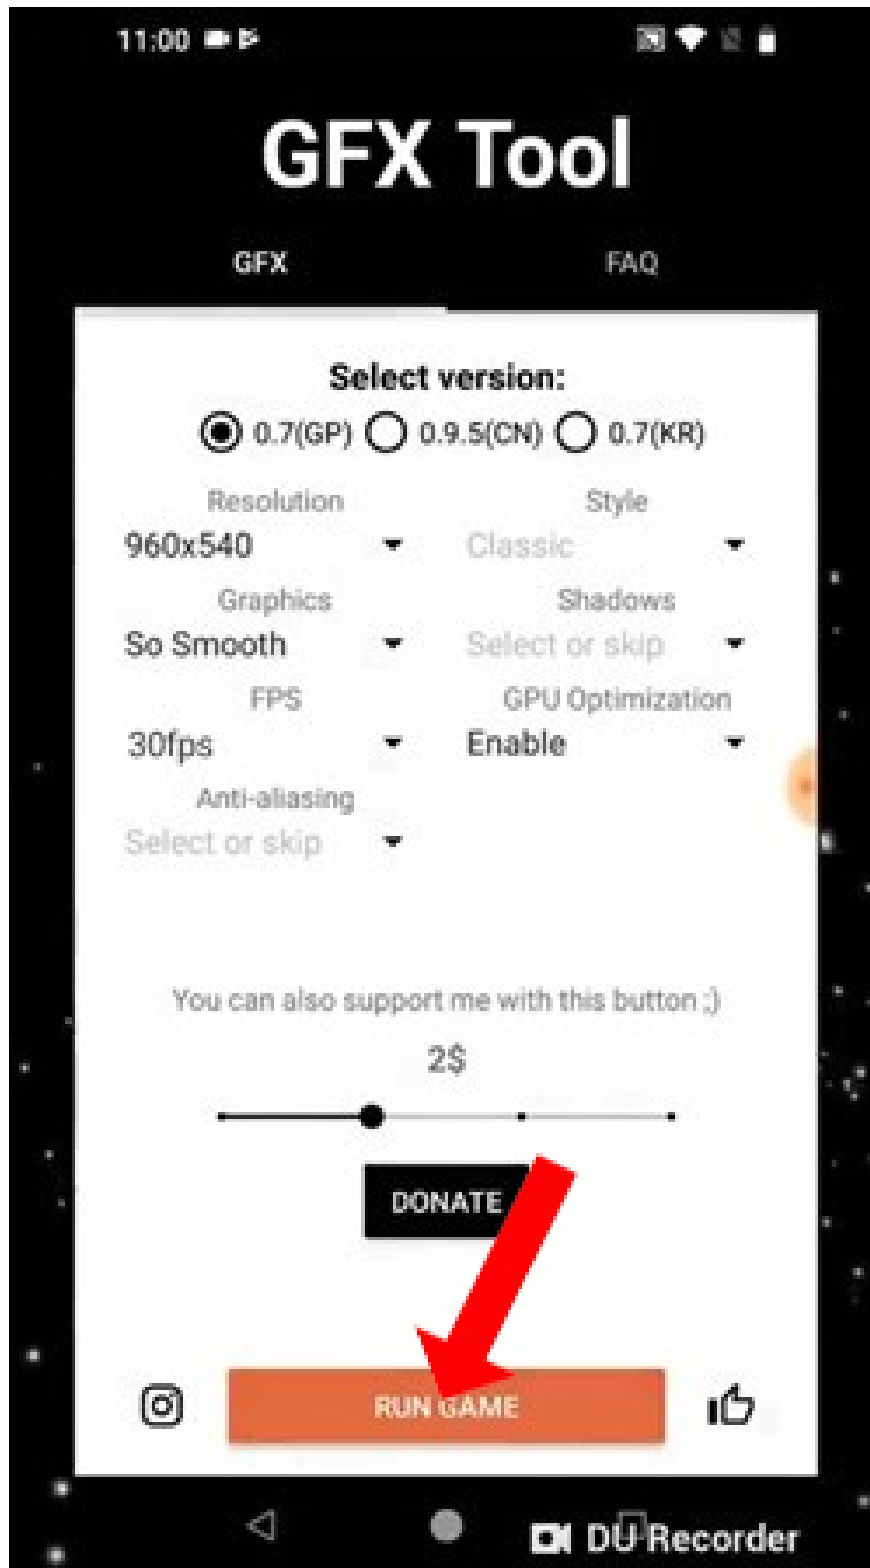 11:00
GFX Tool
GFX FAQ
Select version:
0.7(GP) 0.9.5(CN) 0.7(KR)
Resolution Style
960x540 Classic
Graphics Shadows
So Smooth Select or skip
FPS GPU Optimization
30fps Enable
Anti-aliasing
Select or skip
You can also support me with this button ;)
2$
DONATE
RUN GAME
DU Recorder